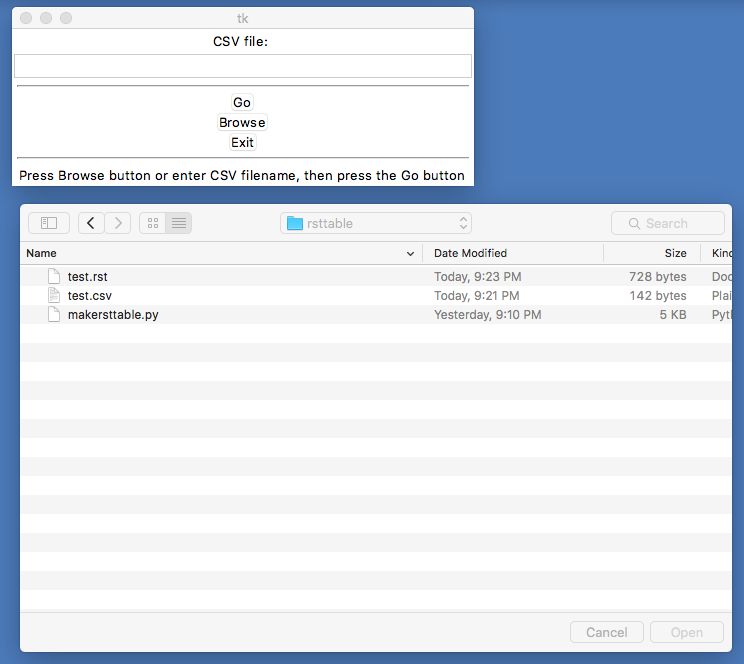 tk
CSV file:
Go
Browse
Exit
Press Browse button or enter CSV filename, then press the Go button
rsttable
Search
Name Date Modified Size Kind
test.rst Today, 9:23 PM 728 bytes Doc
test.csv Today, 9:21 PM 142 bytes Plai
makersttable.py Yesterday, 9:10 PM 5 KB Pyt
Cancel Open